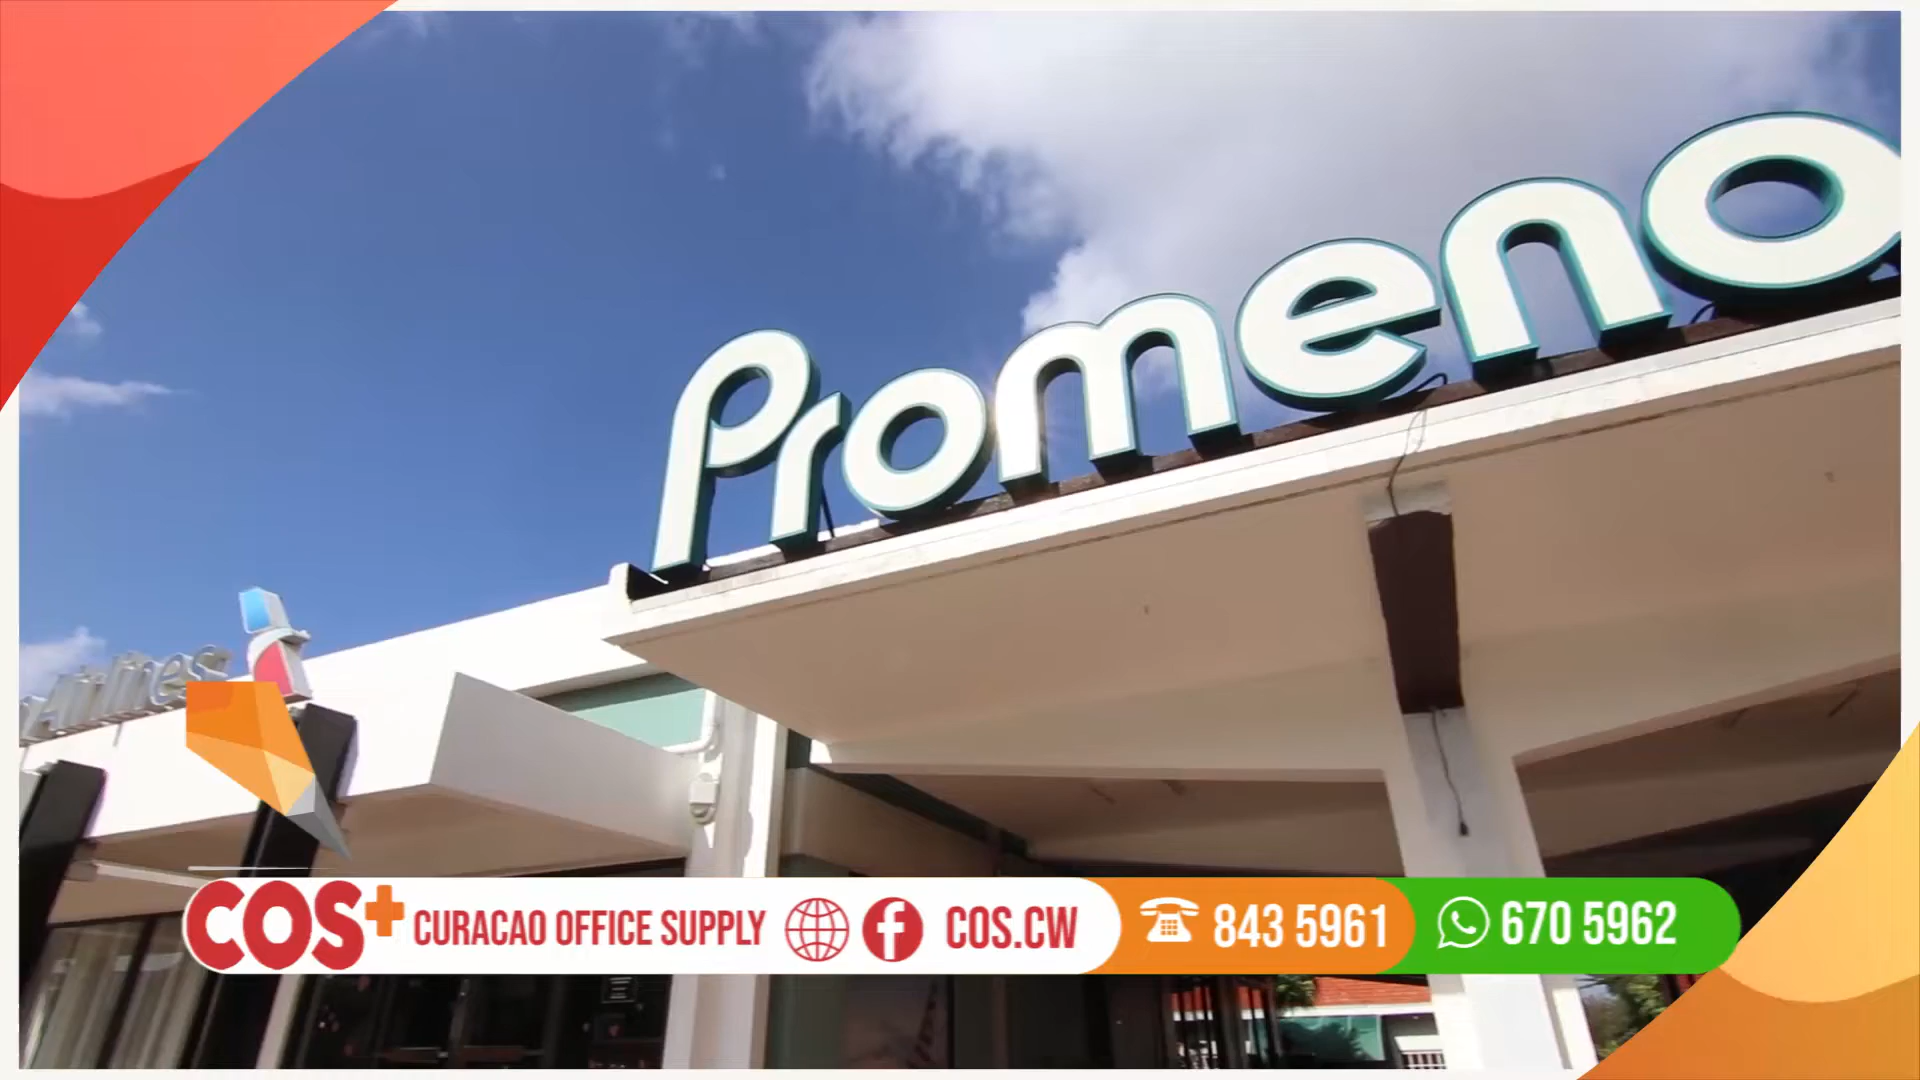 Promeno
Airlines
COS+ CURACAO OFFICE SUPPLY COS.CW 843 5961 670 5962